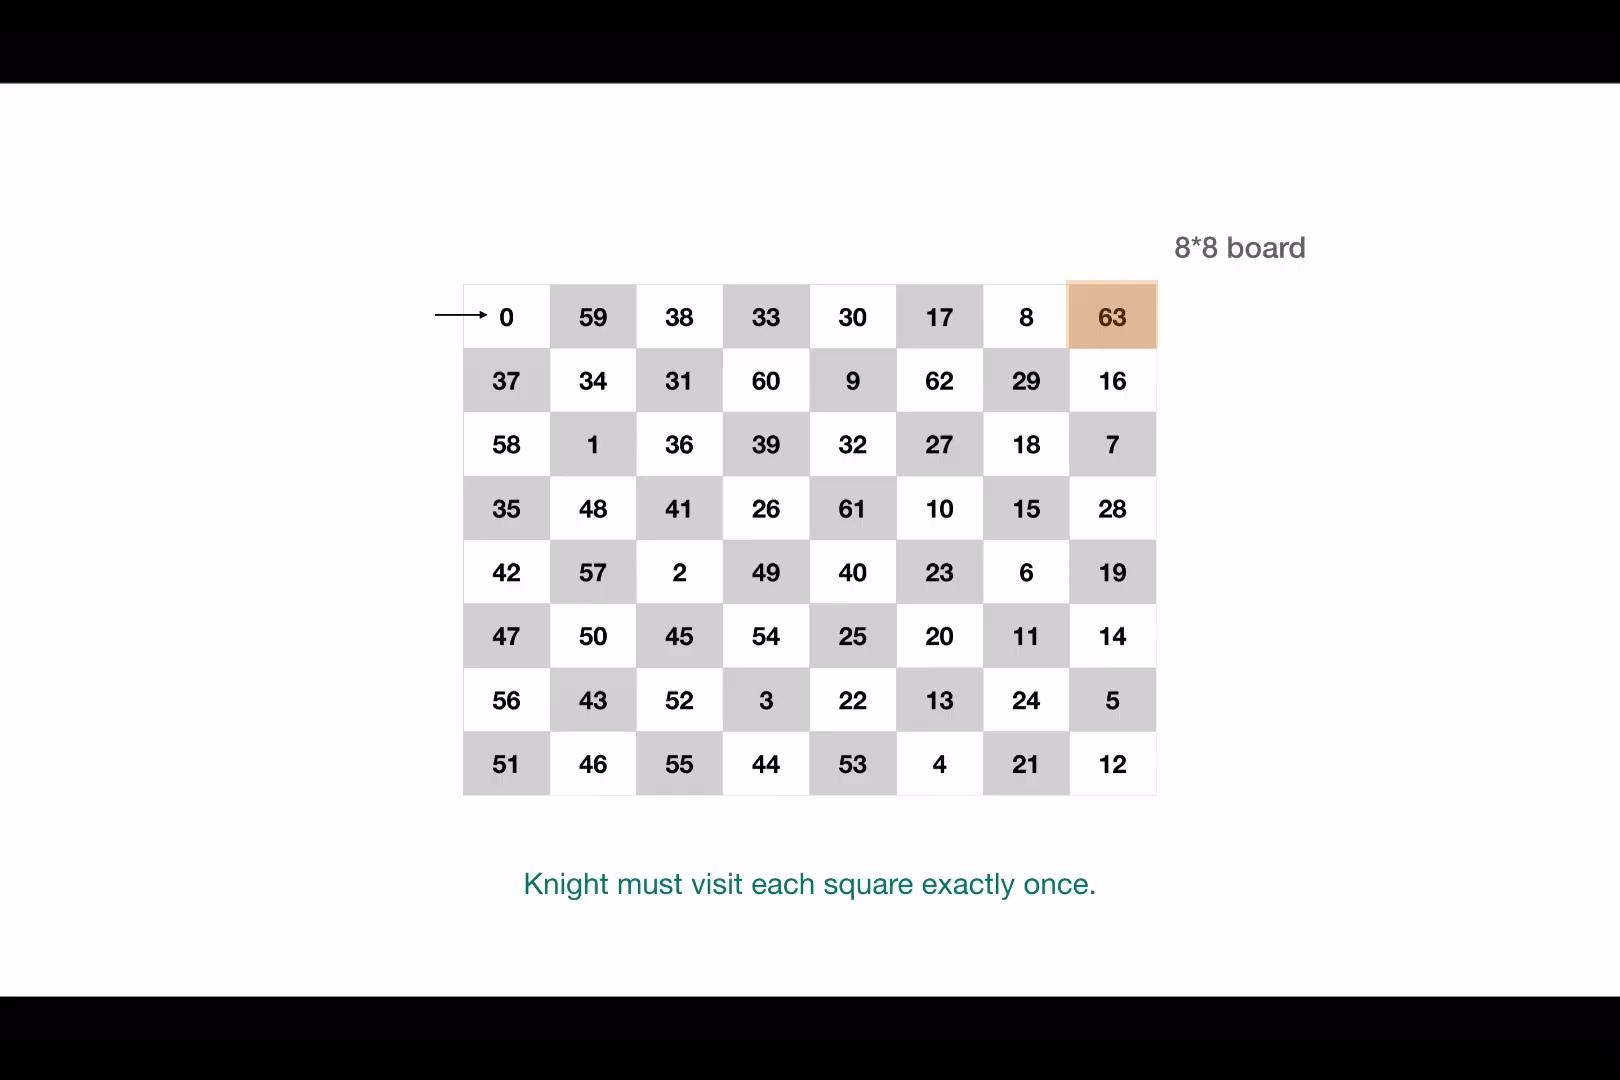 8*8 board
0 59 38 33 30 17 8 63
37 34 31 60 9 62 29 16
58 1 36 39 32 27 18 7
35 48 41 26 61 10 15 28
42 57 2 49 40 23 6 19
47 50 45 54 25 20 11 14
56 43 52 3 22 13 24 5
51 46 55 44 53 4 21 12
Knight must visit each square exactly once.